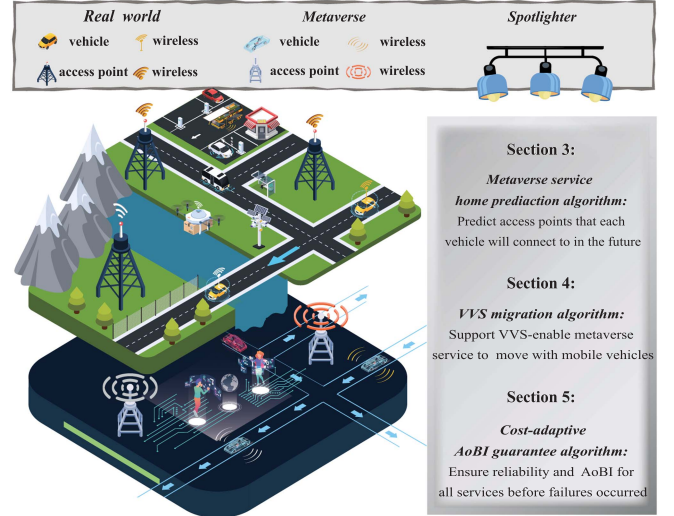 Real world
Metaverse
Spotlighter
vehicle
wireless
vehicle
wireless
access point
wireless
access point
wireless
Section 3:
Metaverse service
home prediaction algorithm:
Predict access points that each
vehicle will connect to in the future
Section 4:
VVS migration algorithm:
Support VVS-enable metaverse
service to move with mobile vehicles
Section 5:
Cost-adaptive
AoBI guarantee algorithm:
Ensure reliability and AoBI for
all services before failures occurred